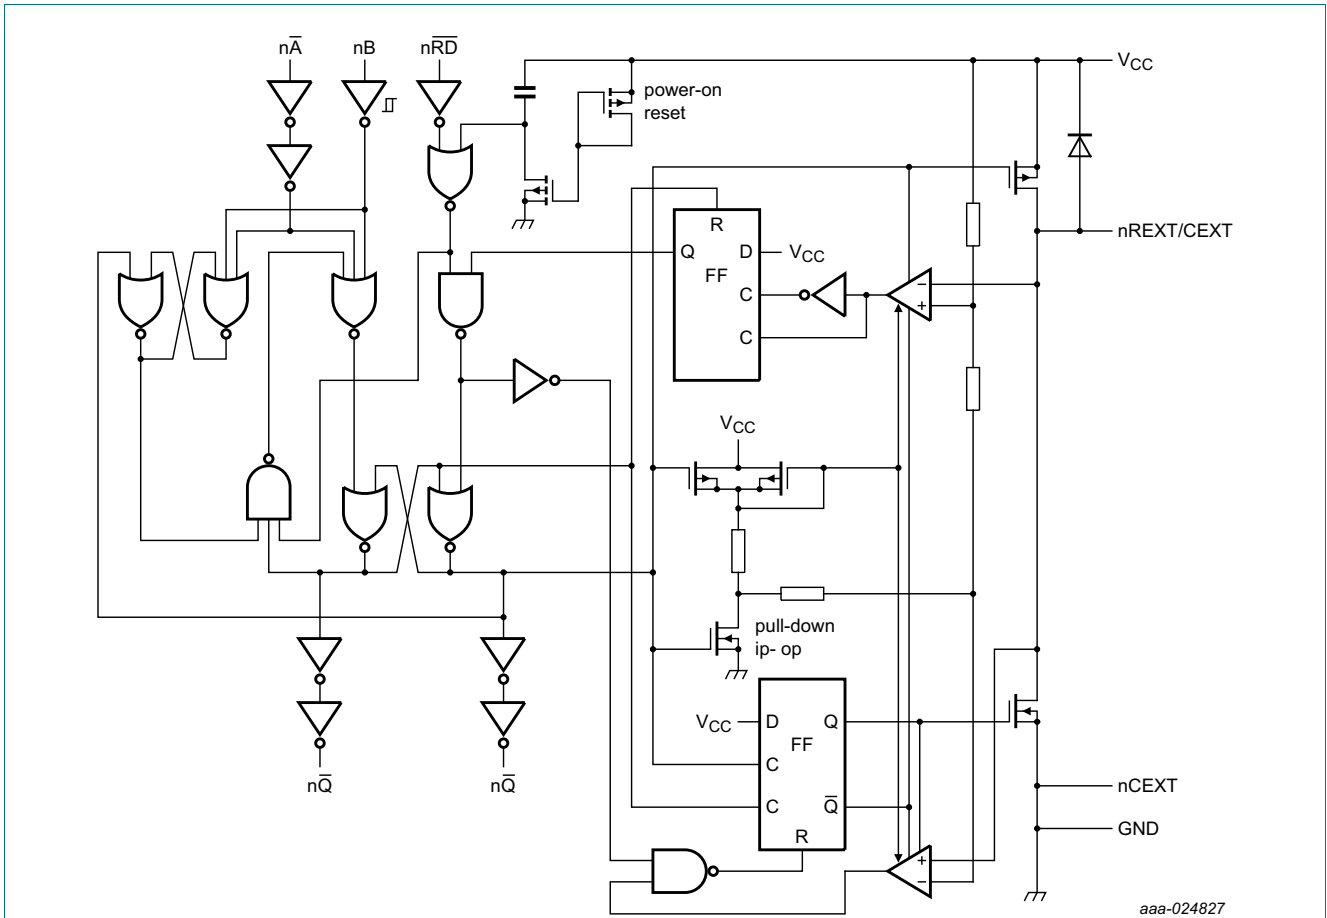 nA̅ nB nR̅D̅ VCC
power-on
reset
R
Q D VCC
FF
C
C
nREXT/CEXT
− +
VCC
pull-down
ip- op
VCC D Q
FF
C
C Q̅
R
nQ̅ nQ̅
nCEXT
GND
+ −
aaa-024827